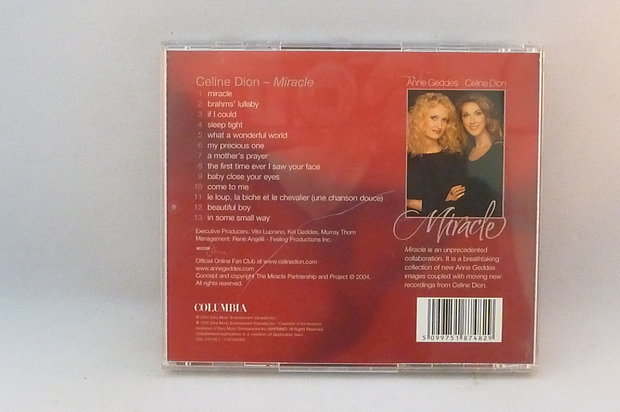 Celine Dion – Miracle
1 miracle
2 brahms' lullaby
3 if I could
4 sleep tight
5 what a wonderful world
6 my precious one
7 a mother's prayer
8 the first time ever I saw your face
9 baby close your eyes
10 come to me
11 le loup, la biche et le chevalier (une chanson douce)
12 beautiful boy
13 in some small way
Executive Producers: Vito Luprano, Kel Geddes, Murray Thom
Management: René Angélil - Feeling Productions Inc.
Official Online Fan Club at www.celinedion.com
www.annegeddes.com
Concept and copyright The Miracle Partnership and Project © 2004.
All rights reserved.
COLUMBIA
Anne Geddes Celine Dion
Miracle
Miracle is an unprecedented
collaboration. It is a breathtaking
collection of new Anne Geddes
images coupled with moving new
recordings from Celine Dion.
5 099751 874829